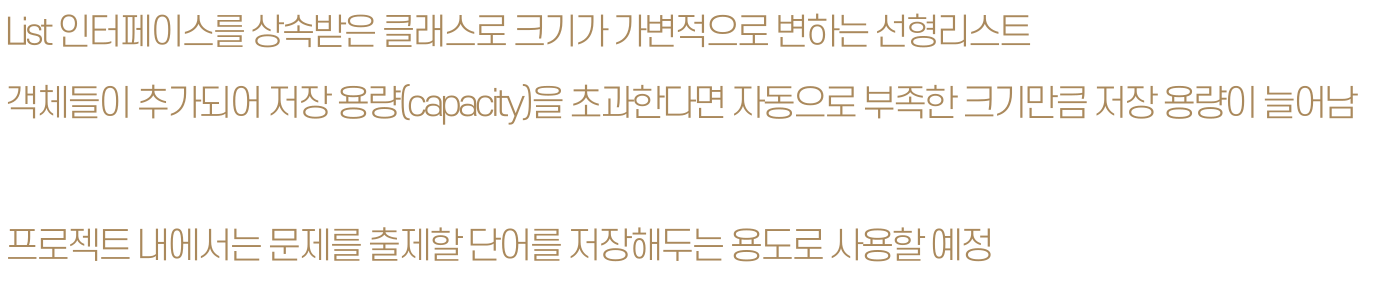 List 인터페이스를 상속받은 클래스로 크기가 가변적으로 변하는 선형리스트
객체들이 추가되어 저장 용량(capacity)을 초과한다면 자동으로 부족한 크기만큼 저장 용량이 늘어남
프로젝트 내에서는 문제를 출제할 단어를 저장해두는 용도로 사용할 예정